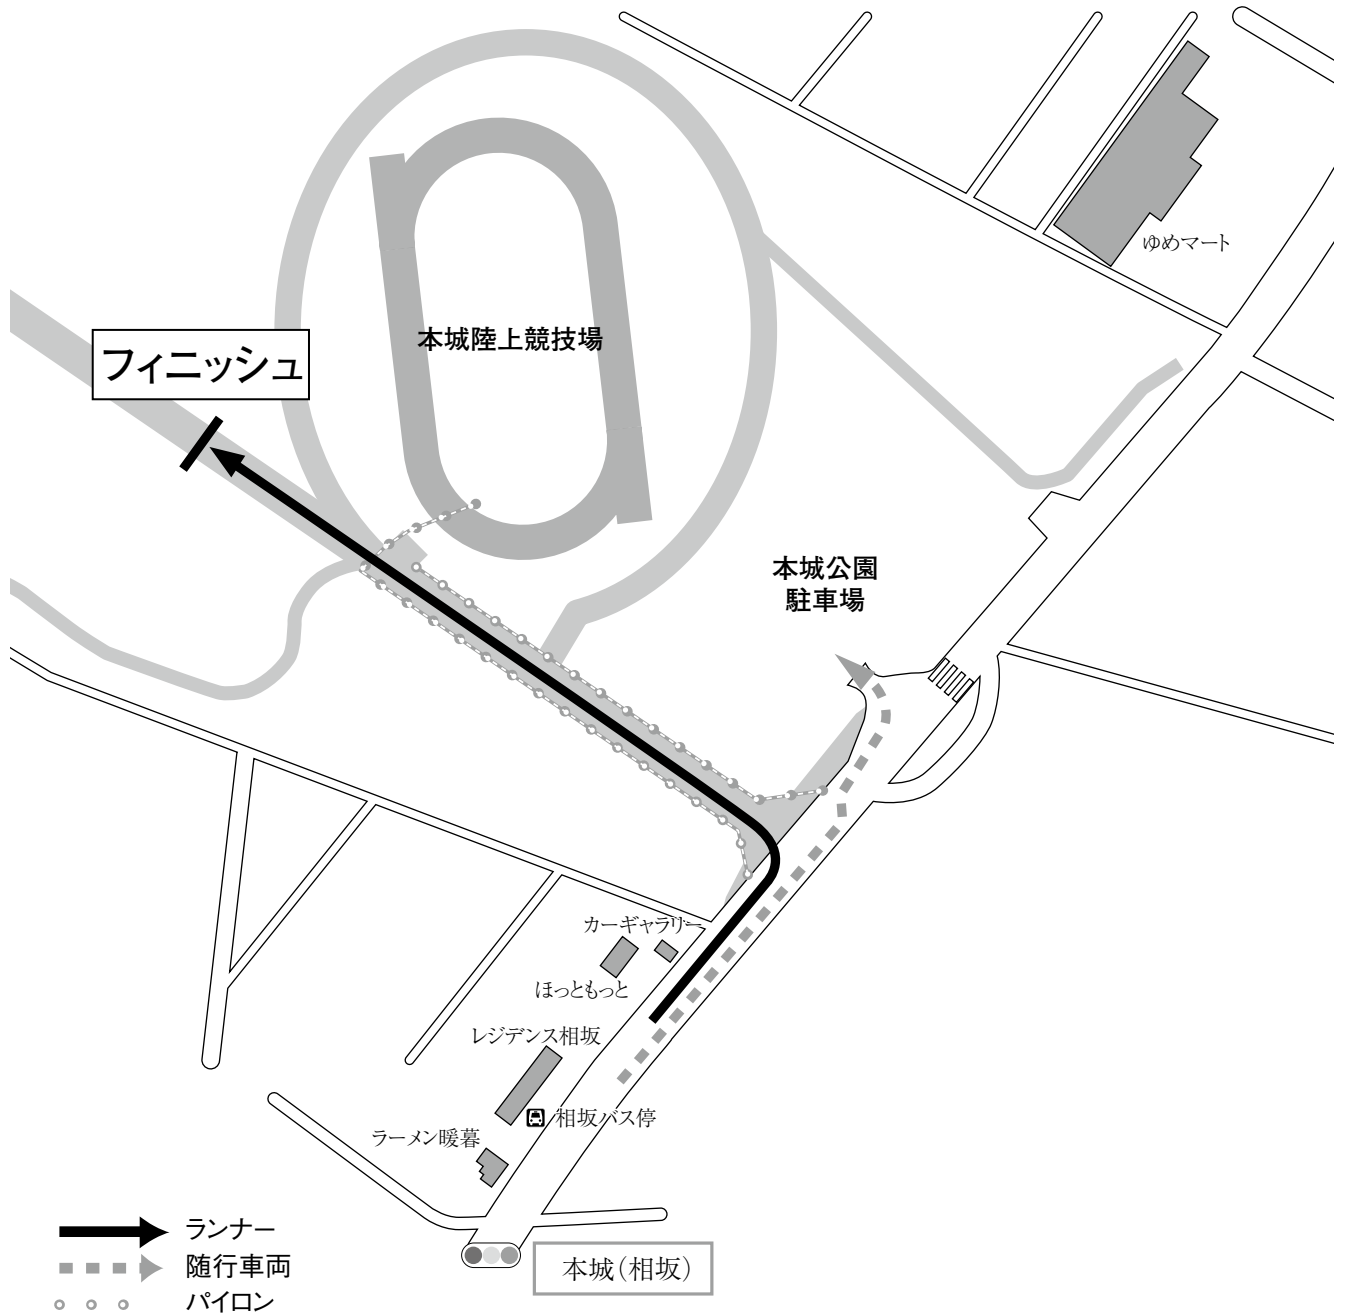 ゆめマート
本城陸上競技場
フィニッシュ
本城公園
駐車場
カーギャラリー
ほっともっと
レジデンス相坂
相坂バス停
ラーメン暖暮
ランナー
随行車両
パイロン
本城(相坂)